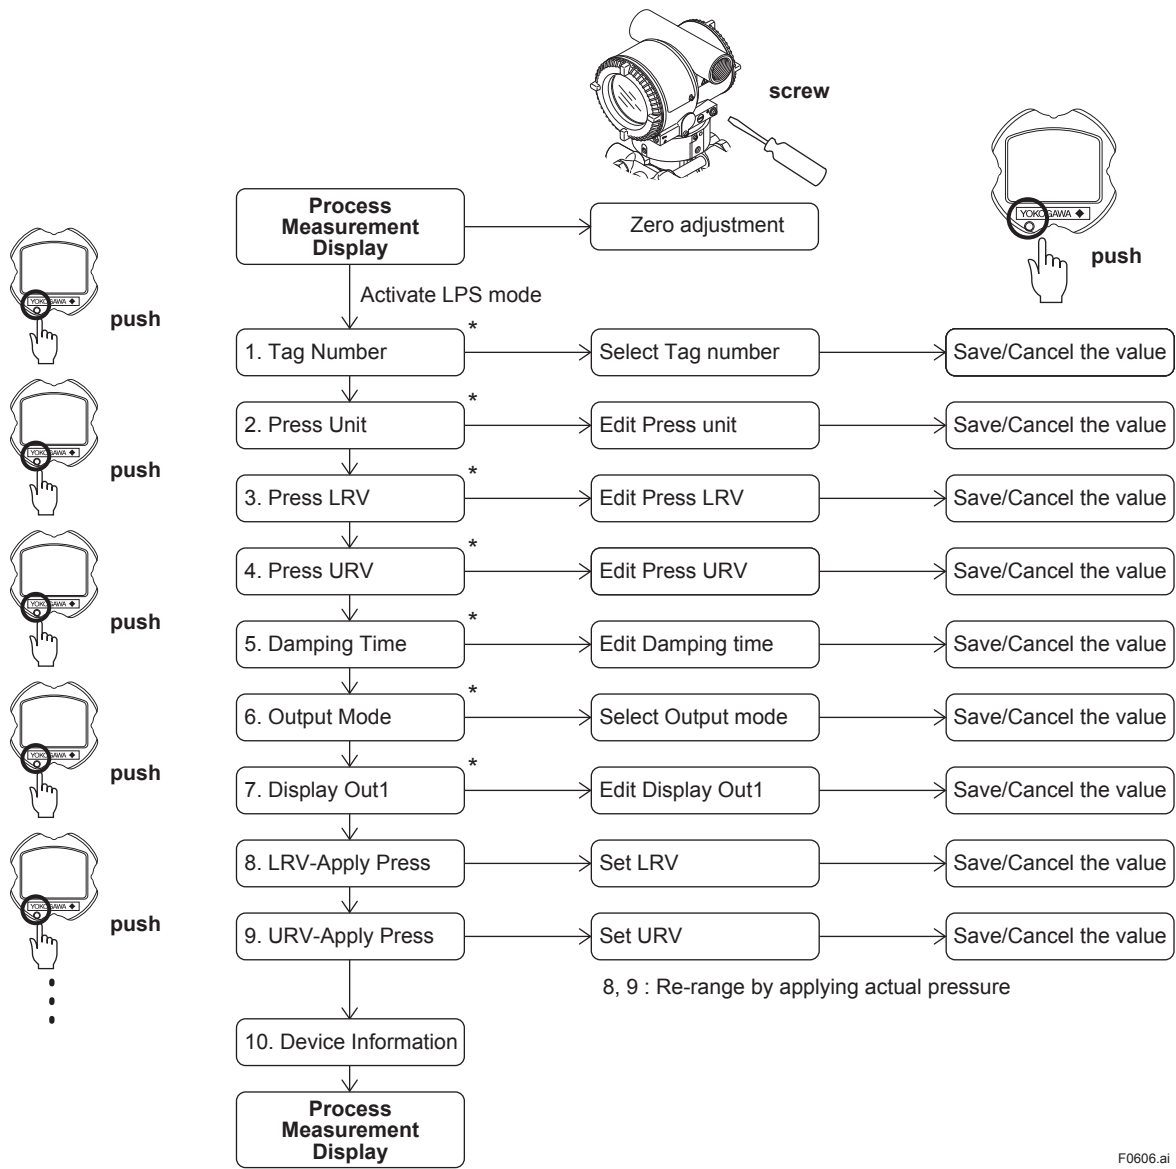 screw
Process
Measurement
Display
Zero adjustment
YOKOGAWA ◆
push
Activate LPS mode
YOKOGAWA ◆
push
1. Tag Number
*
Select Tag number
Save/Cancel the value
2. Press Unit
*
Edit Press unit
Save/Cancel the value
YOKOGAWA ◆
push
3. Press LRV
*
Edit Press LRV
Save/Cancel the value
4. Press URV
*
Edit Press URV
Save/Cancel the value
YOKOGAWA ◆
push
5. Damping Time
*
Edit Damping time
Save/Cancel the value
6. Output Mode
*
Select Output mode
Save/Cancel the value
YOKOGAWA ◆
push
7. Display Out1
*
Edit Display Out1
Save/Cancel the value
8. LRV-Apply Press
Set LRV
Save/Cancel the value
YOKOGAWA ◆
push
9. URV-Apply Press
Set URV
Save/Cancel the value
8, 9 : Re-range by applying actual pressure
10. Device Information
Process
Measurement
Display
F0606.ai